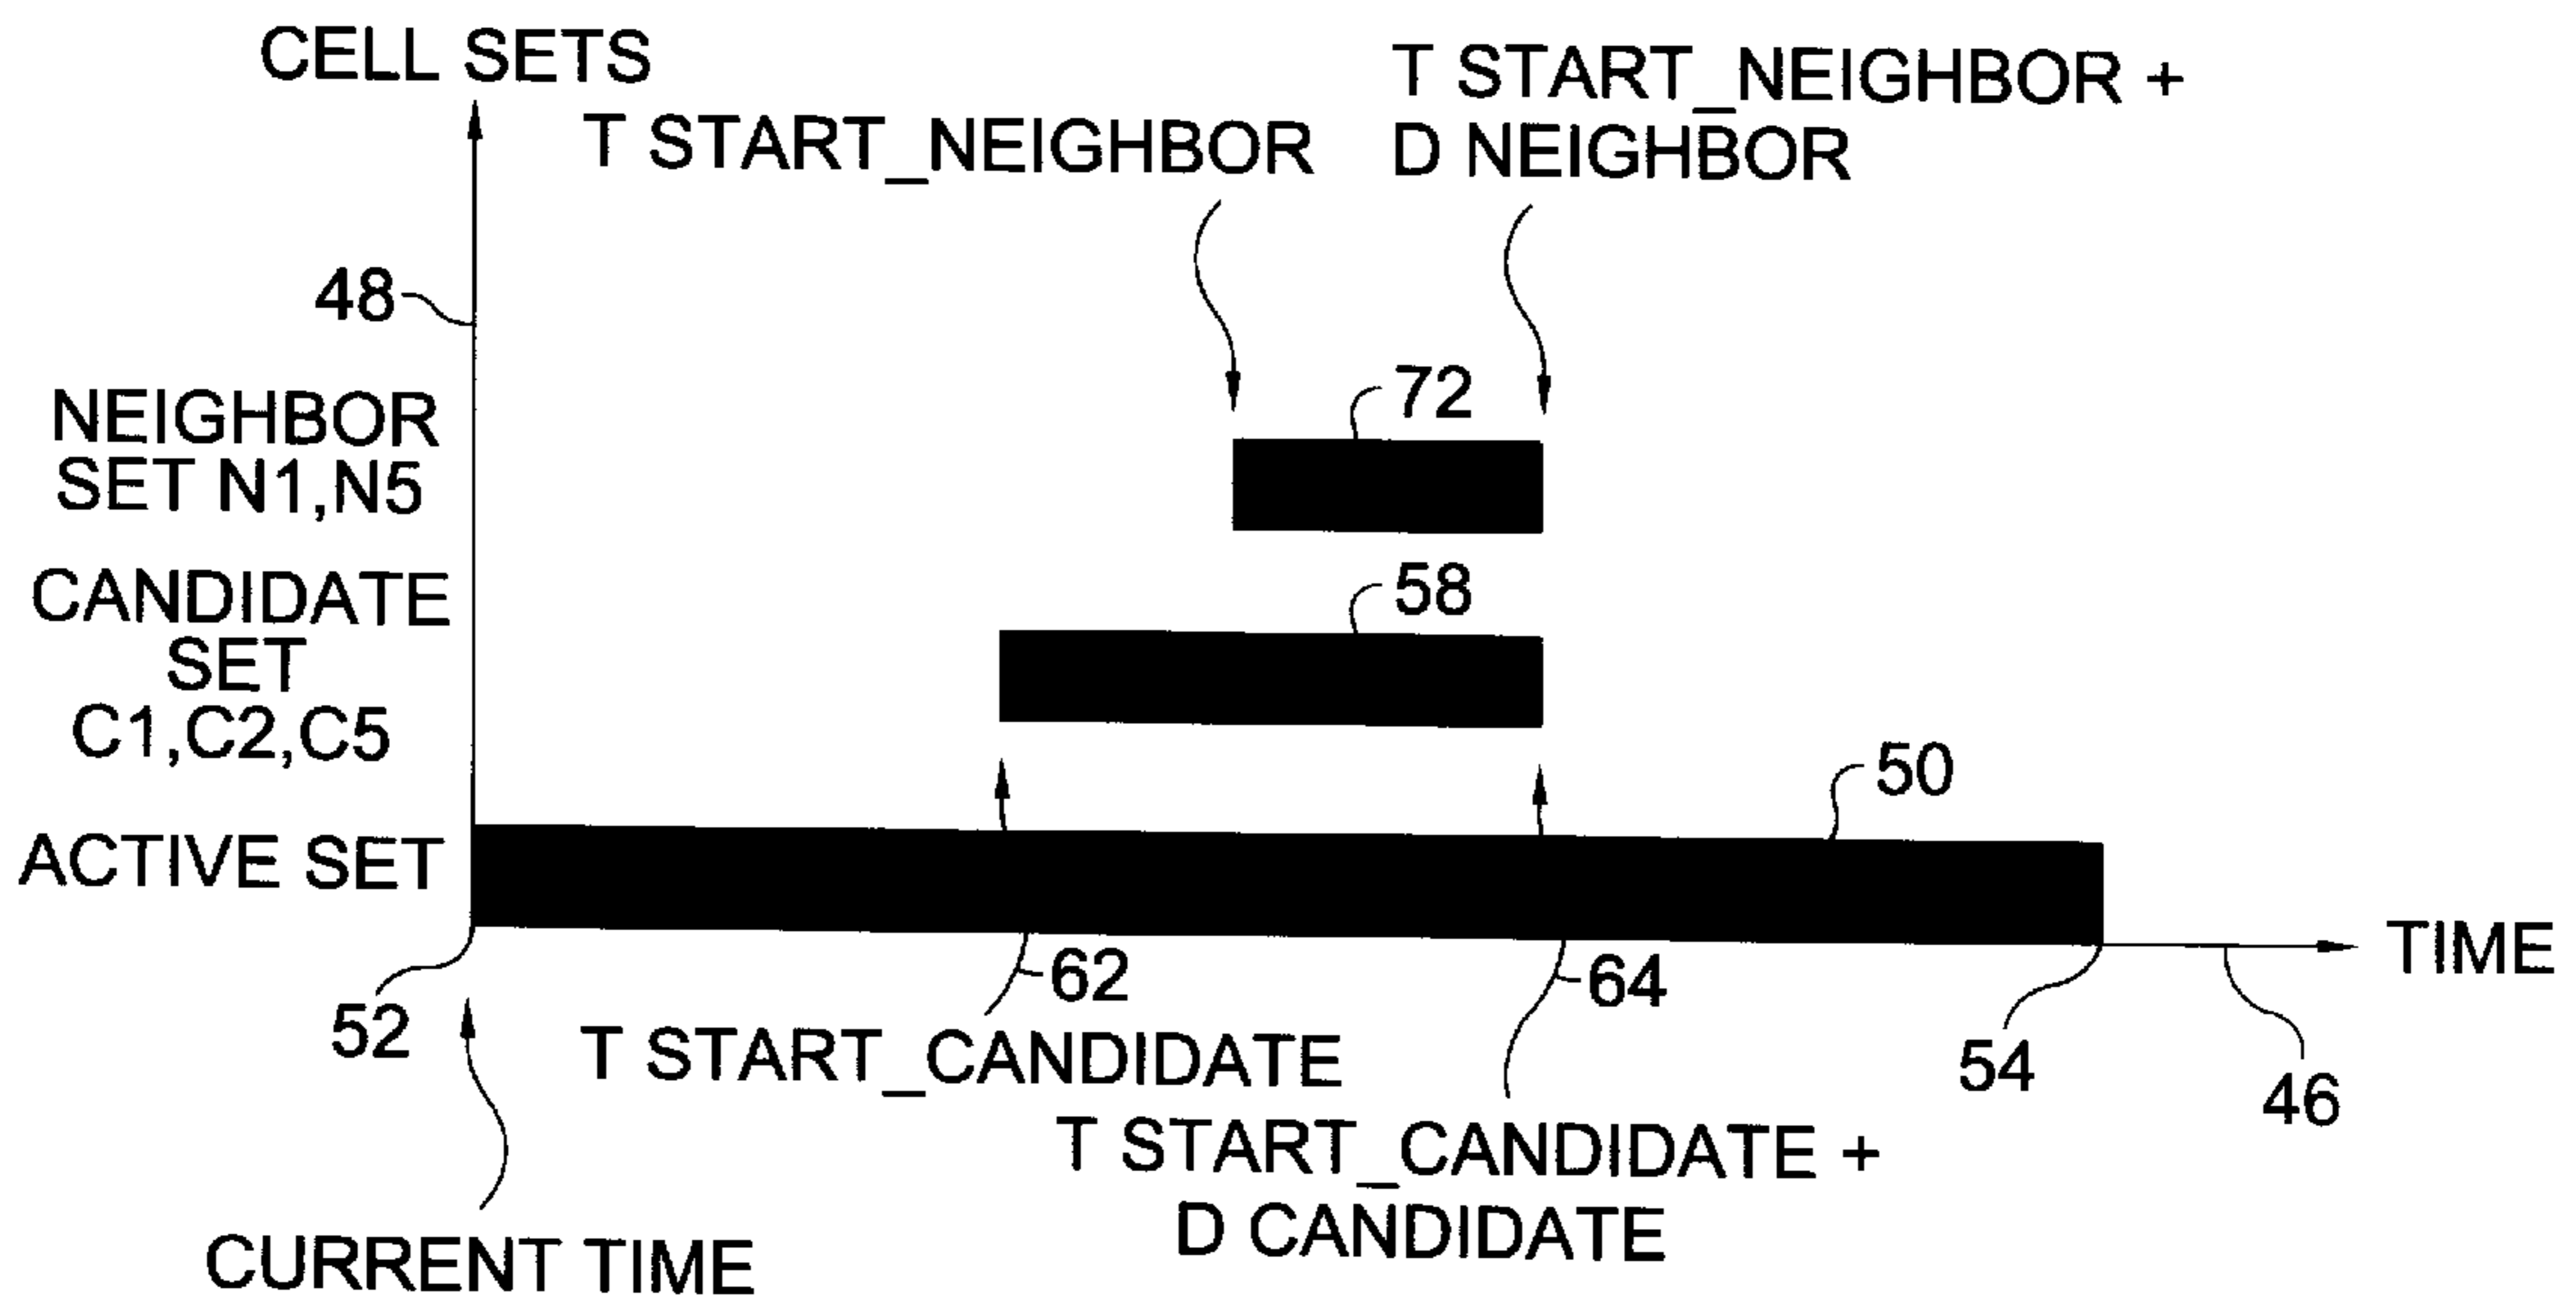 CELL SETS
T START_NEIGHBOR
T START_NEIGHBOR +
D NEIGHBOR
48
NEIGHBOR
SET N1,N5
72
CANDIDATE
SET
C1,C2,C5
58
50
ACTIVE SET
TIME
52
62
64
54
46
T START_CANDIDATE
T START_CANDIDATE +
D CANDIDATE
CURRENT TIME